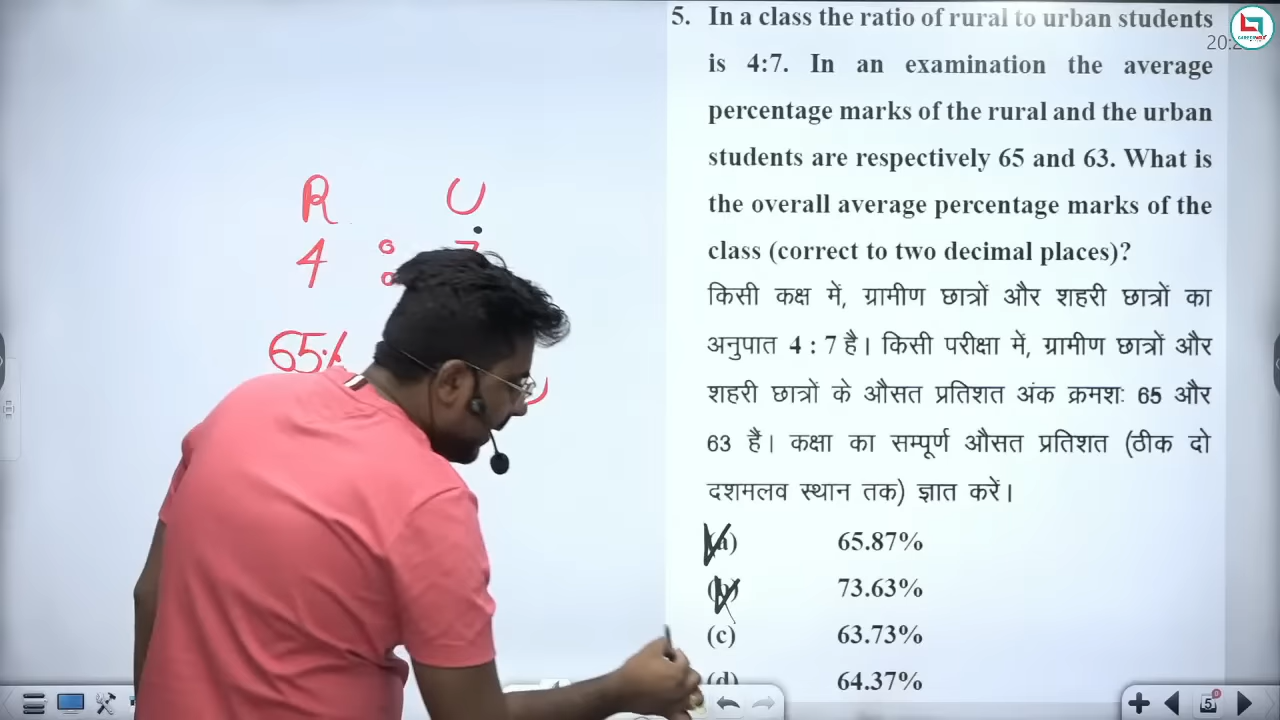 5. In a class the ratio of rural to urban students
is 4:7. In an examination the average
percentage marks of the rural and the urban
students are respectively 65 and 63. What is
the overall average percentage marks of the
class (correct to two decimal places)?
किसी कक्ष में, ग्रामीण छात्रों और शहरी छात्रों का
अनुपात 4 : 7 है। किसी परीक्षा में, ग्रामीण छात्रों और
शहरी छात्रों के औसत प्रतिशत अंक क्रमशः 65 और
63 हैं। कक्षा का सम्पूर्ण औसत प्रतिशत (ठीक दो
दशमलव स्थान तक) ज्ञात करें।
(a) 65.87%
(b) 73.63%
(c) 63.73%
(d) 64.37%
R U
4 : 7
65%
5